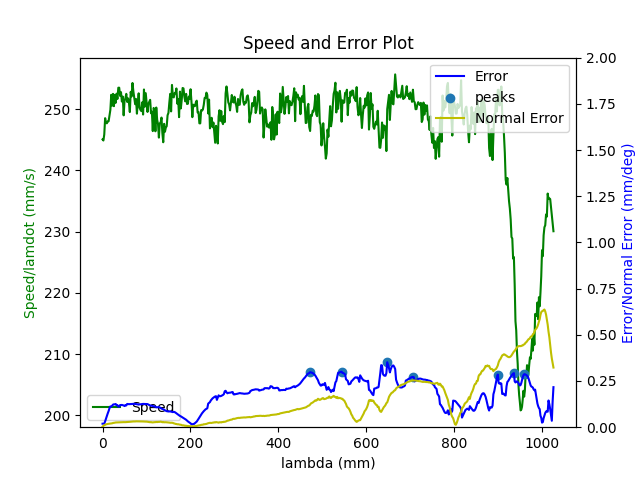 Speed and Error Plot
Error
peaks
Normal Error
Speed
Speed/lamdot (mm/s)
200
210
220
230
240
250
Error/Normal Error (mm/deg)
0.00
0.25
0.50
0.75
1.00
1.25
1.50
1.75
2.00
0 200 400 600 800 1000
lambda (mm)